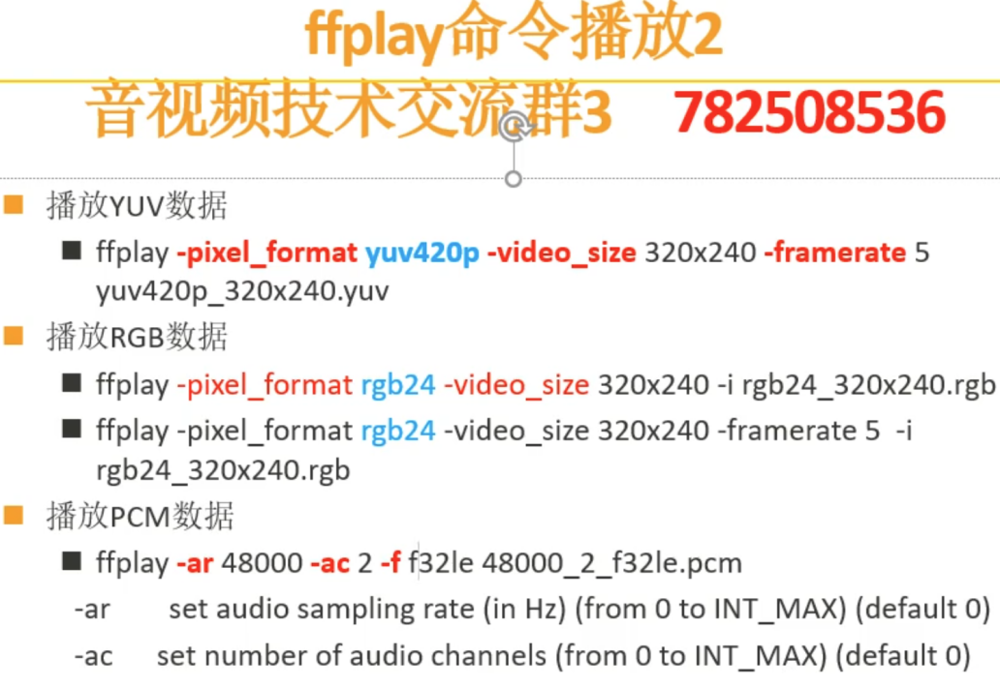 ffplay命令播放2
音视频技术交流群3 782508536
播放YUV数据
ffplay -pixel_format yuv420p -video_size 320x240 -framerate 5
yuv420p_320x240.yuv
播放RGB数据
ffplay -pixel_format rgb24 -video_size 320x240 -i rgb24_320x240.rgb
ffplay -pixel_format rgb24 -video_size 320x240 -framerate 5 -i
rgb24_320x240.rgb
播放PCM数据
ffplay -ar 48000 -ac 2 -f f32le 48000_2_f32le.pcm
-ar set audio sampling rate (in Hz) (from 0 to INT_MAX) (default 0)
-ac set number of audio channels (from 0 to INT_MAX) (default 0)